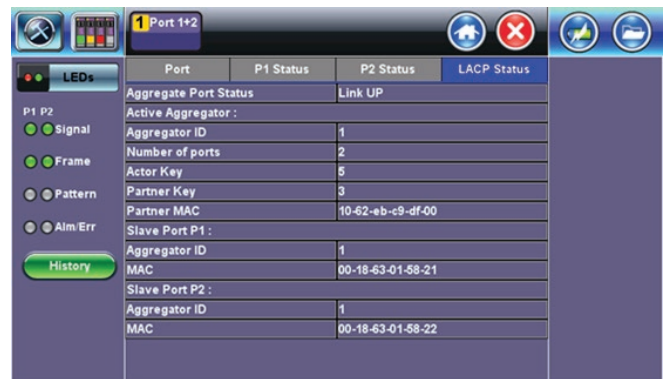 1 Port 1+2
LEDs
Port P1 Status P2 Status LACP Status
P1 P2
Signal
Frame
Pattern
Alm/Err
History
Aggregate Port Status Link UP
Active Aggregator :
Aggregator ID 1
Number of ports 2
Actor Key 5
Partner Key 3
Partner MAC 10-62-eb-c9-df-00
Slave Port P1 :
Aggregator ID 1
MAC 00-18-63-01-58-21
Slave Port P2 :
Aggregator ID 1
MAC 00-18-63-01-58-22